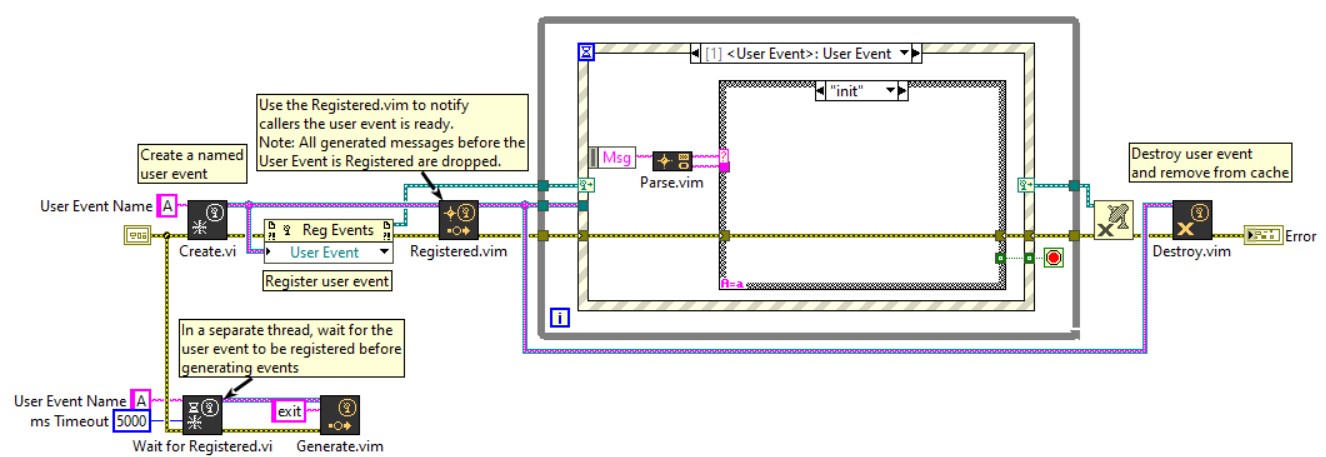 [1] <User Event>: User Event
"init"
Use the Registered.vim to notify
callers the user event is ready.
Note: All generated messages before the
User Event is Registered are dropped.
Create a named
user event
Msg
?
Parse.vim
Destroy user event
and remove from cache
User Event Name
A
Create.vi
Reg Events
User Event
Registered.vim
Register user event
Destroy.vim
Error
A=a
i
In a separate thread, wait for the
user event to be registered before
generating events
User Event Name
A
exit
ms Timeout
5000
Wait for Registered.vi
Generate.vim